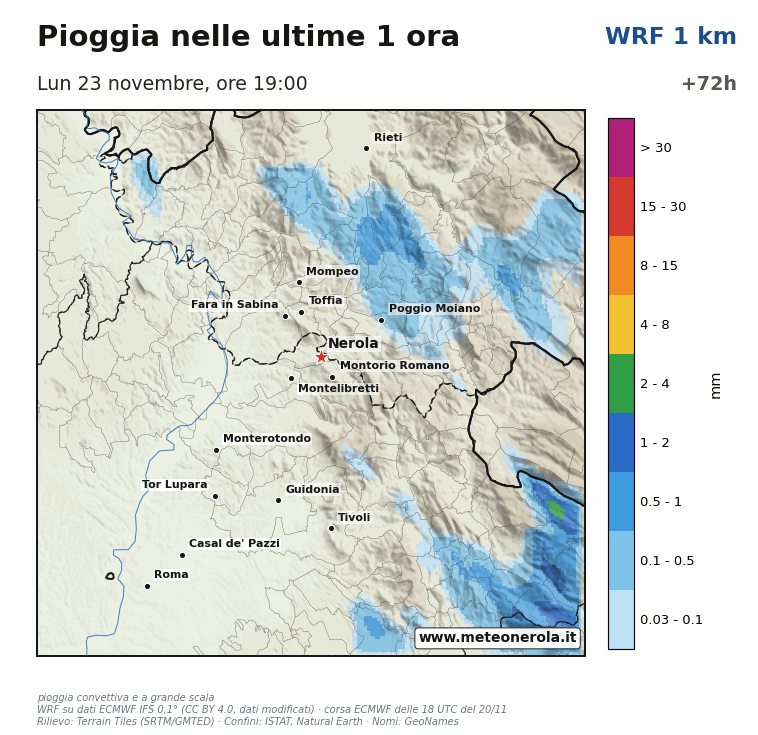 Pioggia nelle ultime 1 ora
WRF 1 km
Lun 23 novembre, ore 19:00
+72h
Rieti
Mompeo
Toffia
Fara in Sabina
Poggio Moiano
Nerola
Montorio Romano
Montelibretti
Monterotondo
Tor Lupara
Guidonia
Tivoli
Casal de' Pazzi
Roma
www.meteonerola.it
> 30
15 - 30
8 - 15
4 - 8
2 - 4
1 - 2
0.5 - 1
0.1 - 0.5
0.03 - 0.1
mm
pioggia convettiva e a grande scala
WRF su dati ECMWF IFS 0,1° (CC BY 4.0, dati modificati) · corsa ECMWF delle 18 UTC del 20/11
Rilievo: Terrain Tiles (SRTM/GMTED) · Confini: ISTAT, Natural Earth · Nomi: GeoNames